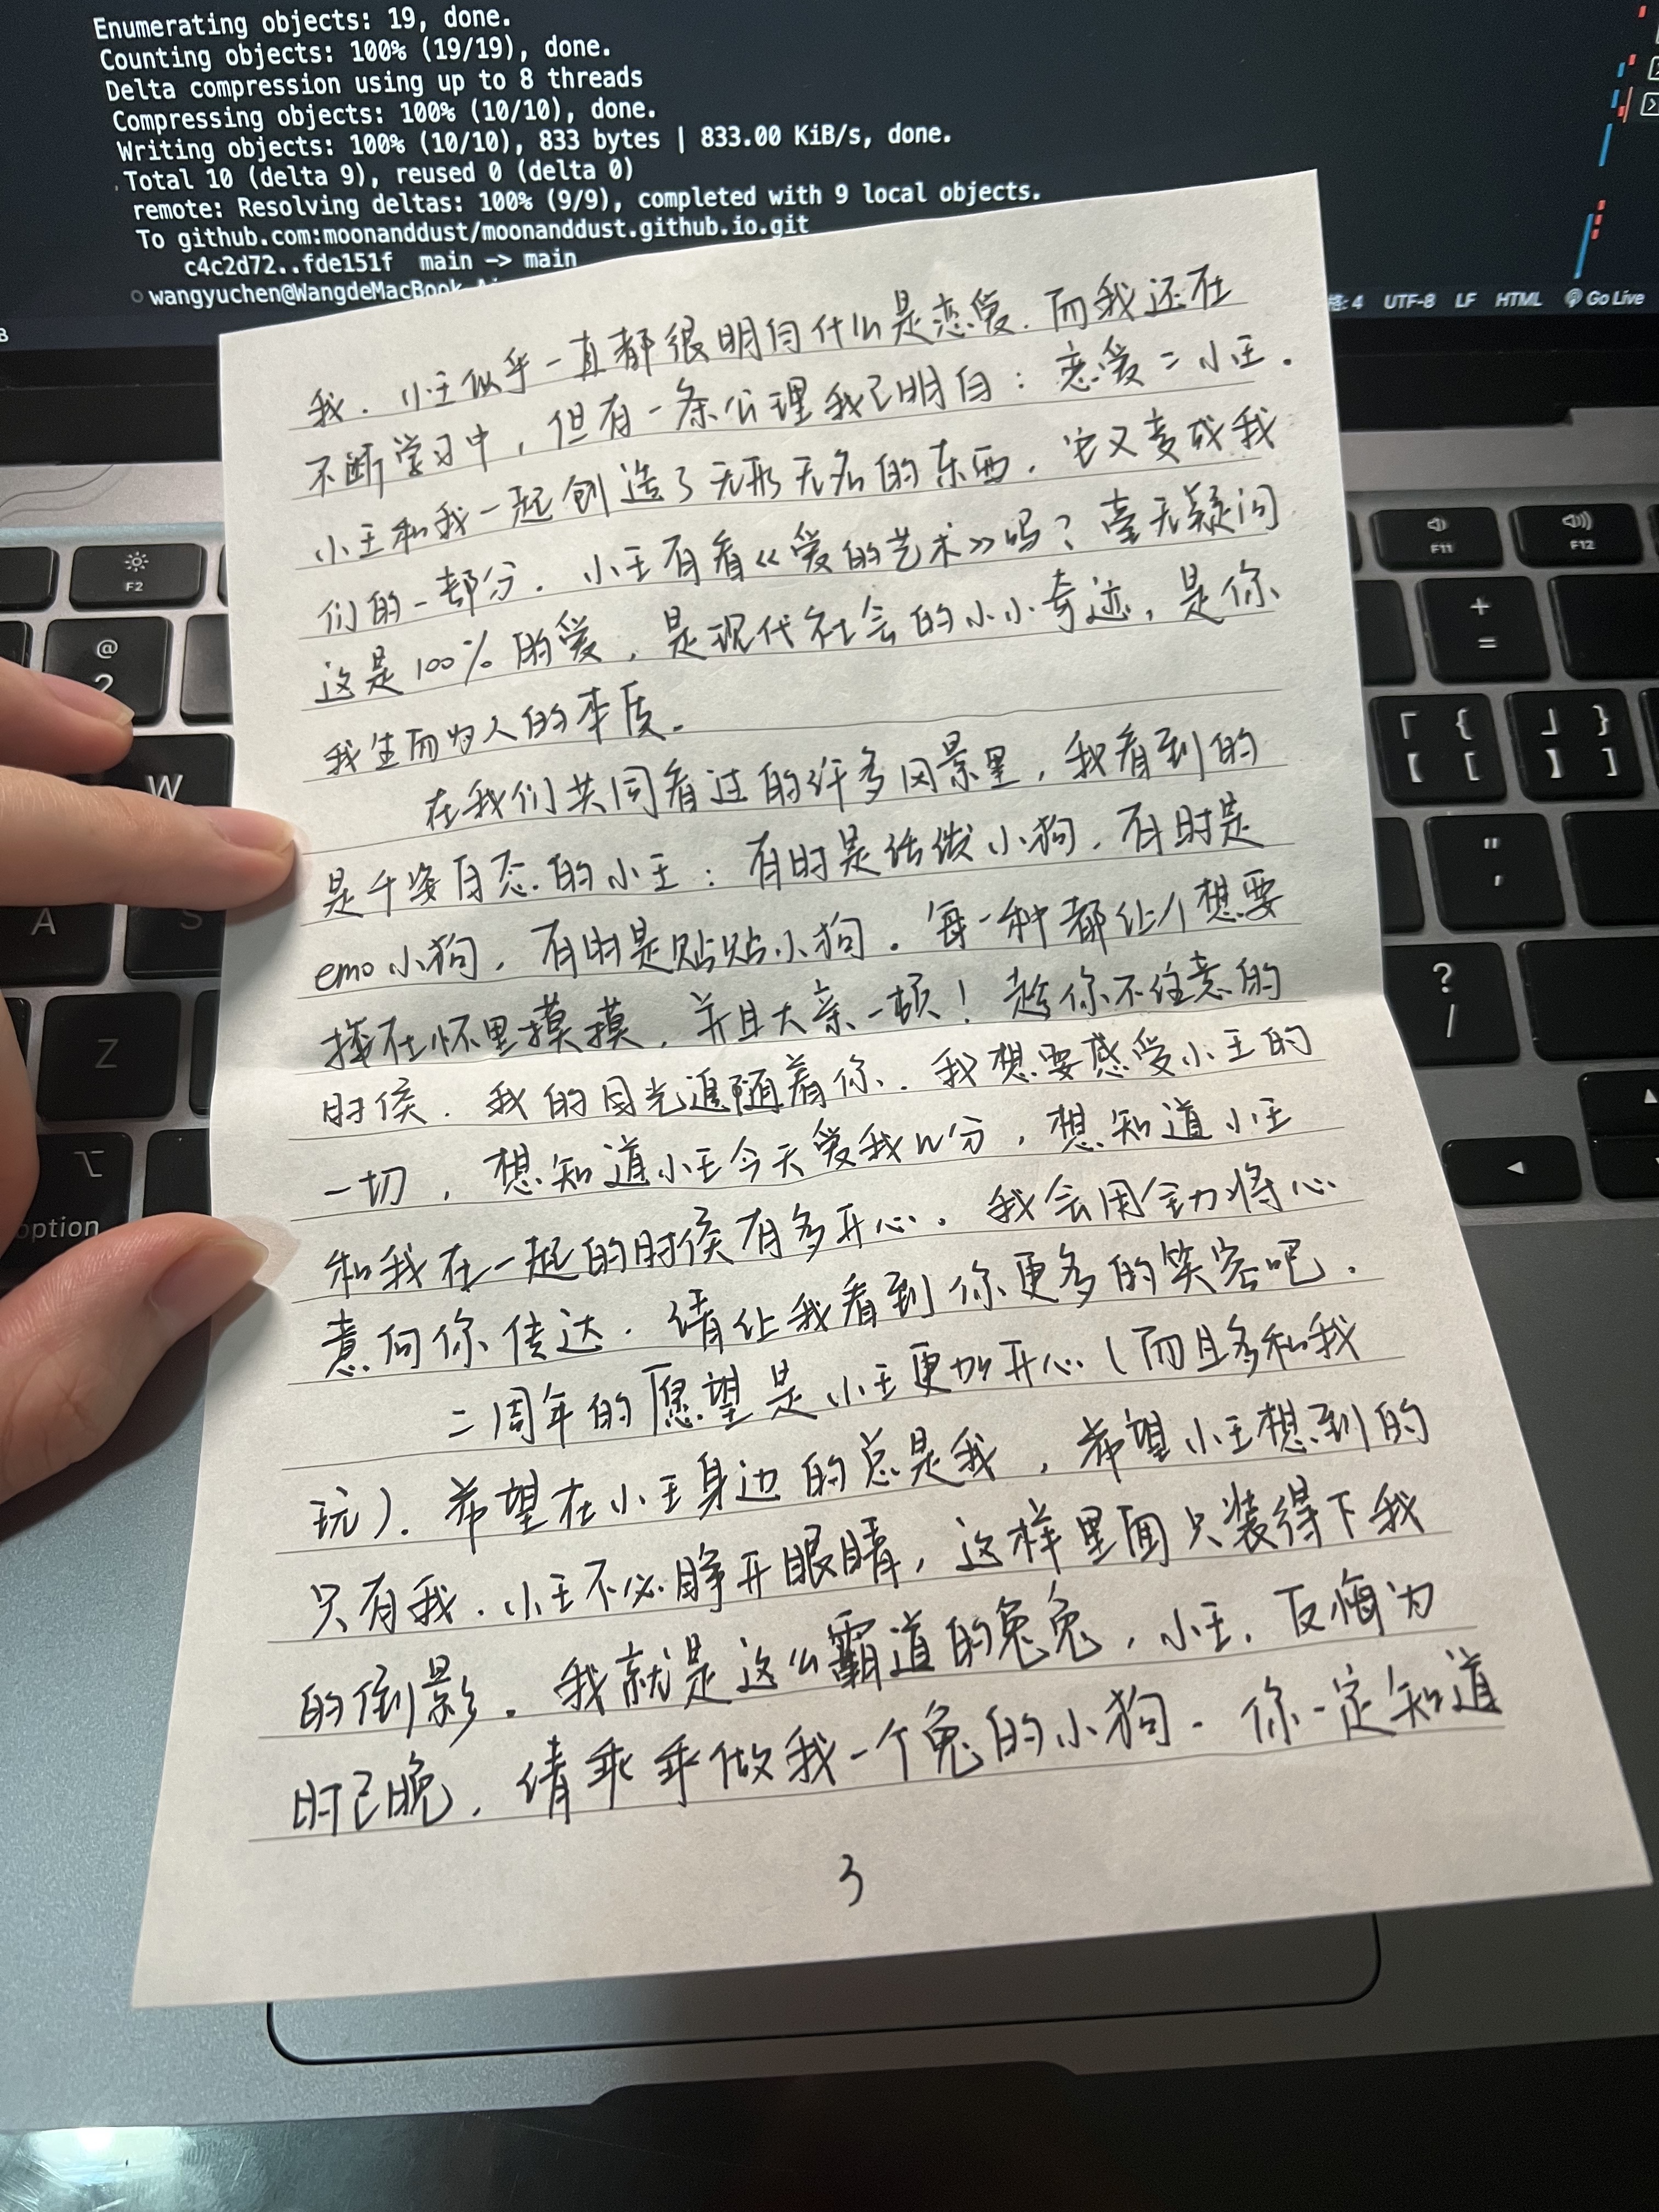 Enumerating objects: 19, done.
Counting objects: 100% (19/19), done.
Delta compression using up to 8 threads
Compressing objects: 100% (10/10), done.
Writing objects: 100% (10/10), 833 bytes | 833.00 KiB/s, done.
Total 10 (delta 9), reused 0 (delta 0)
remote: Resolving deltas: 100% (9/9), completed with 9 local objects.
To github.com:moonanddust/moonanddust.github.io.git
c4c2d72..fde151f main -> main
wangyuchen@WangdeMacBook-Ai
格: 4 UTF-8 LF HTML Go Live
我．小王似乎一直都很明白什么是恋爱．而我还在
不断学习中，但有一条公理我已明白：恋爱＝小王．
小王和我一起创造了无形无名的东西．它又变成我
们的一部分．小王有看《爱的艺术》吗？毫无疑问
这是100%的爱，是现代社会的小小奇迹，是你
我生而为人的本质。
在我们共同看过的许多风景里，我看到的
是千姿百态的小王：有时是活泼小狗，有时是
emo小狗，有时是贴贴小狗．每一种都让人想要
搂在怀里摸摸，并且大亲一顿！趁你不注意的
时候．我的目光追随着你．我想要感受小王的
一切，想知道小王今天爱我几分，想知道小王
和我在一起的时候有多开心．我会用全力将心
意向你传达．请让我看到你更多的笑容吧．
二周年的愿望是小王更加开心（而且多和我
玩）．希望在小王身边的总是我，希望小王想到的
只有我．小王不必睁开眼睛，这样里面只装得下我
的倒影．我就是这么霸道的兔兔，小王，反悔为
时已晚，请乖乖做我一个兔的小狗．你一定知道
3
F2
F11
F12
@
2
W
A
S
Z
option
+
=
「 {
【 [
」 }
】 ]
"
,
?
/